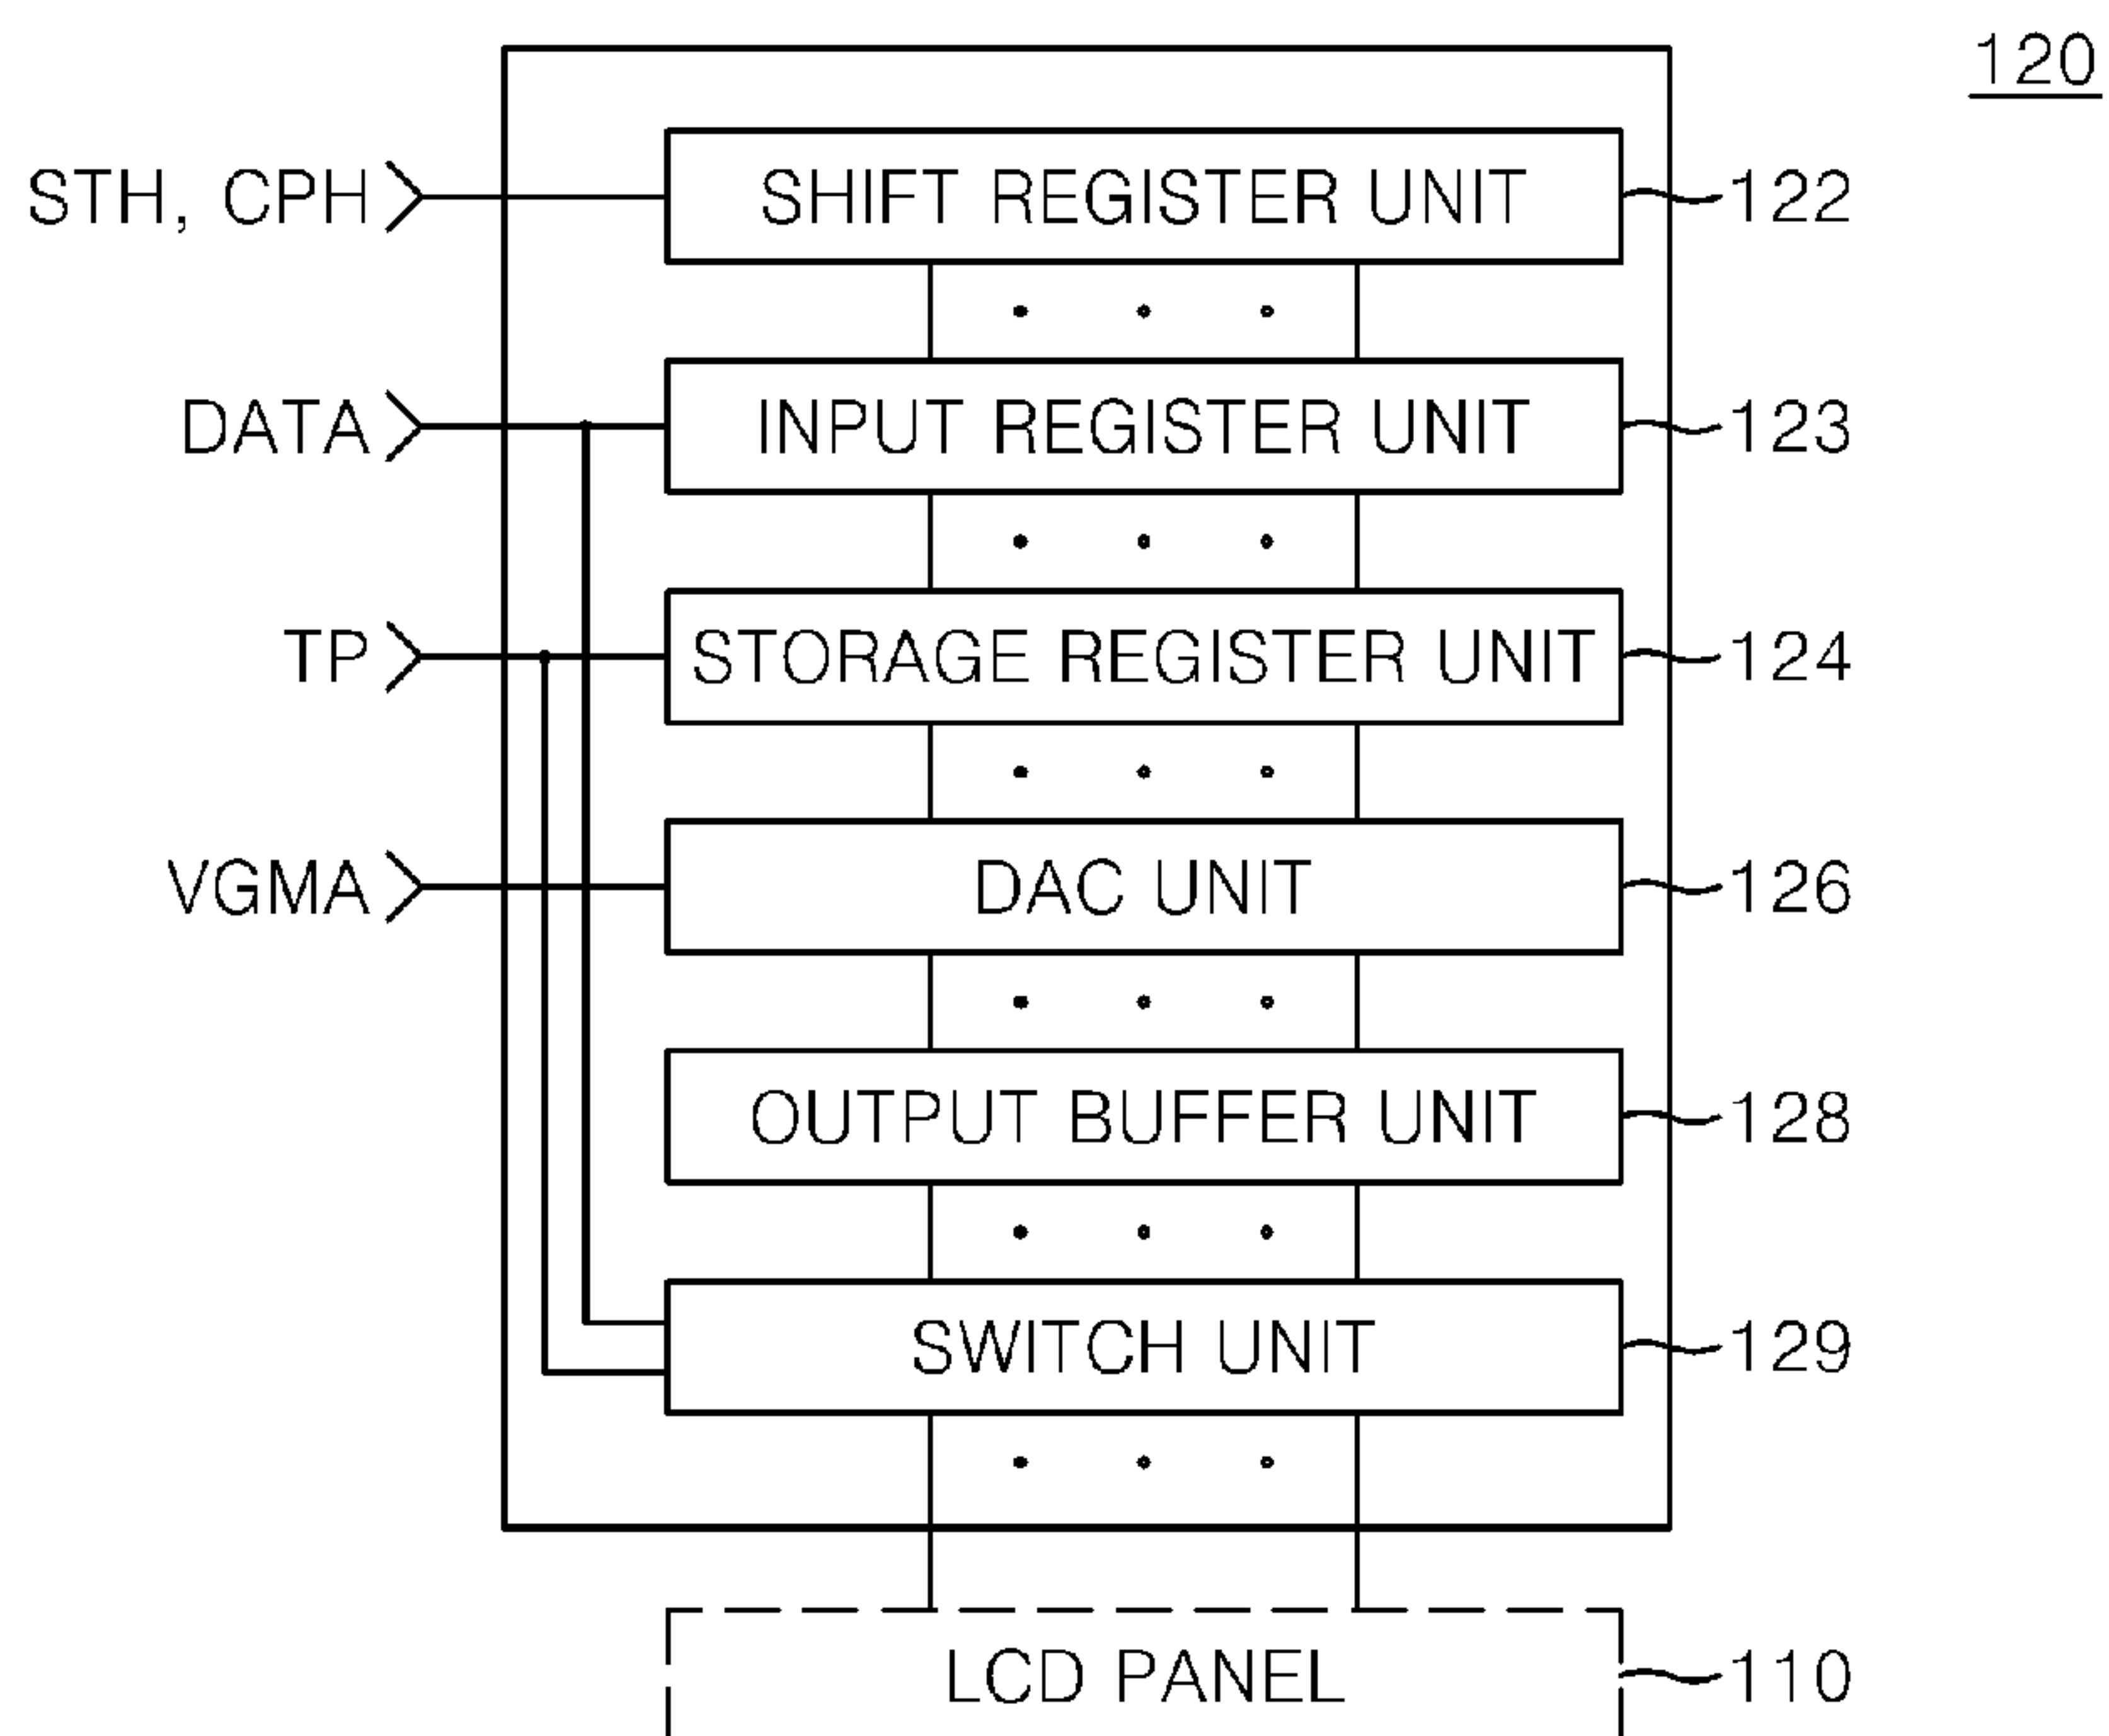 120
STH, CPH SHIFT REGISTER UNIT 122
DATA INPUT REGISTER UNIT 123
TP STORAGE REGISTER UNIT 124
VGMA DAC UNIT 126
OUTPUT BUFFER UNIT 128
SWITCH UNIT 129
LCD PANEL 110